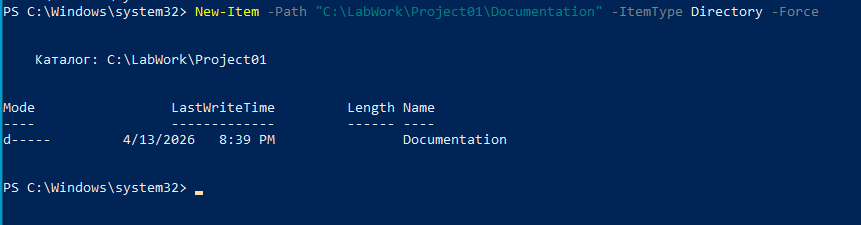 PS C:\Windows\system32> New-Item -Path "C:\LabWork\Project01\Documentation" -ItemType Directory -Force
Каталог: C:\LabWork\Project01
Mode                 LastWriteTime         Length Name
----                 -------------         ------ ----
d-----         4/13/2026   8:39 PM                Documentation
PS C:\Windows\system32>